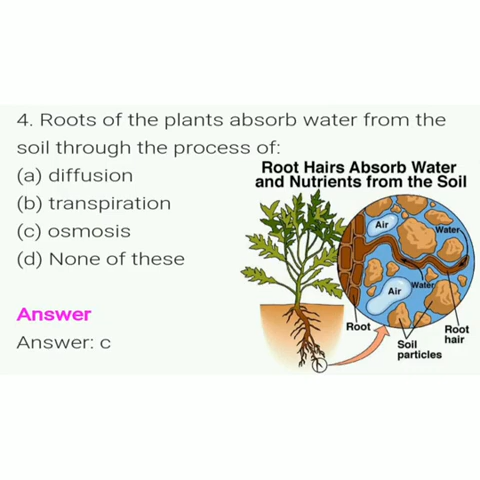 4. Roots of the plants absorb water from the
soil through the process of:
(a) diffusion
(b) transpiration
(c) osmosis
(d) None of these
Answer
Answer: c
Root Hairs Absorb Water
and Nutrients from the Soil
Air
Water
Water
Air
Root
Soil
particles
Root
hair